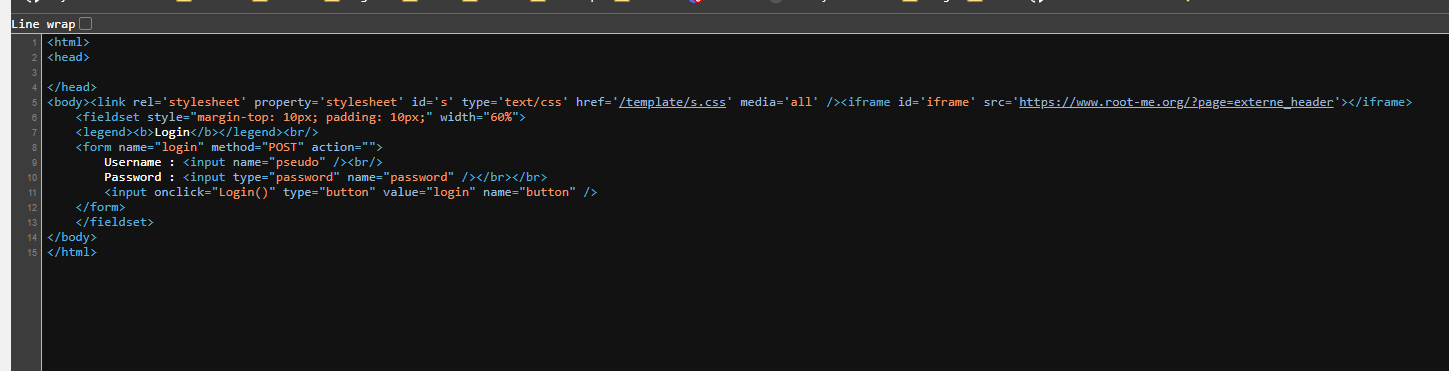 Line wrap
1 <html>
2 <head>
3
4 </head>
5 <body><link rel='stylesheet' property='stylesheet' id='s' type='text/css' href='/template/s.css' media='all' /><iframe id='iframe' src='https://www.root-me.org/?page=externe_header'></iframe>
6 <fieldset style="margin-top: 10px; padding: 10px;" width="60%">
7 <legend><b>Login</b></legend><br/>
8 <form name="login" method="POST" action="">
9 Username : <input name="pseudo" /><br/>
10 Password : <input type="password" name="password" /></br></br>
11 <input onclick="Login()" type="button" value="login" name="button" />
12 </form>
13 </fieldset>
14 </body>
15 </html>